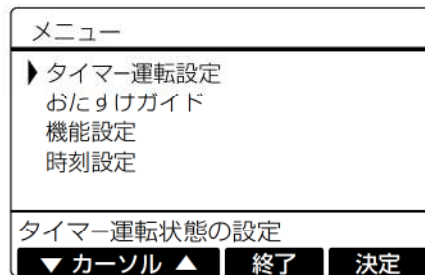 メニュー
▶タイマー運転設定
おたすけガイド
機能設定
時刻設定
タイマー運転状態の設定
▼ カーソル ▲ 終了 決定